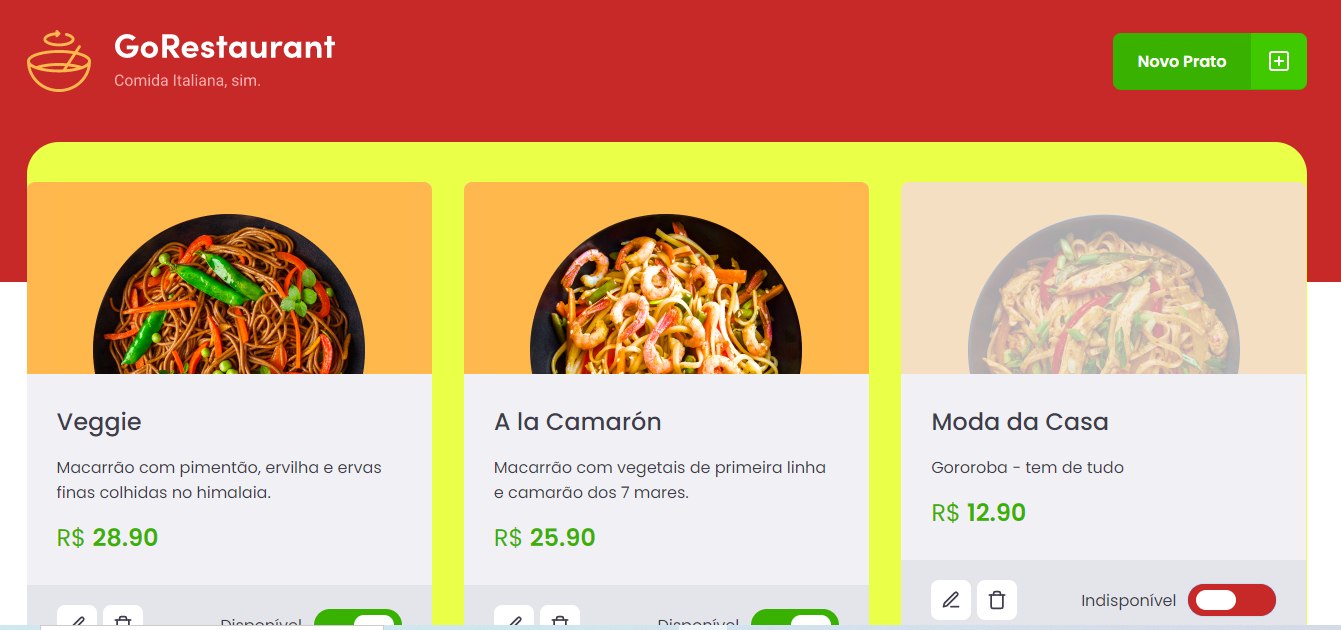 GoRestaurant
Comida Italiana, sim.
Novo Prato
Veggie
Macarrão com pimentão, ervilha e ervas
finas colhidas no himalaia.
R$ 28.90
Disponível
A la Camarón
Macarrão com vegetais de primeira linha
e camarão dos 7 mares.
R$ 25.90
Disponível
Moda da Casa
Gororoba - tem de tudo
R$ 12.90
Indisponível